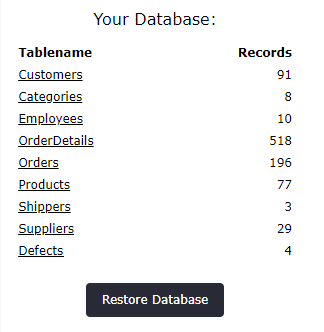 Your Database:
Tablename Records
Customers 91
Categories 8
Employees 10
OrderDetails 518
Orders 196
Products 77
Shippers 3
Suppliers 29
Defects 4
Restore Database